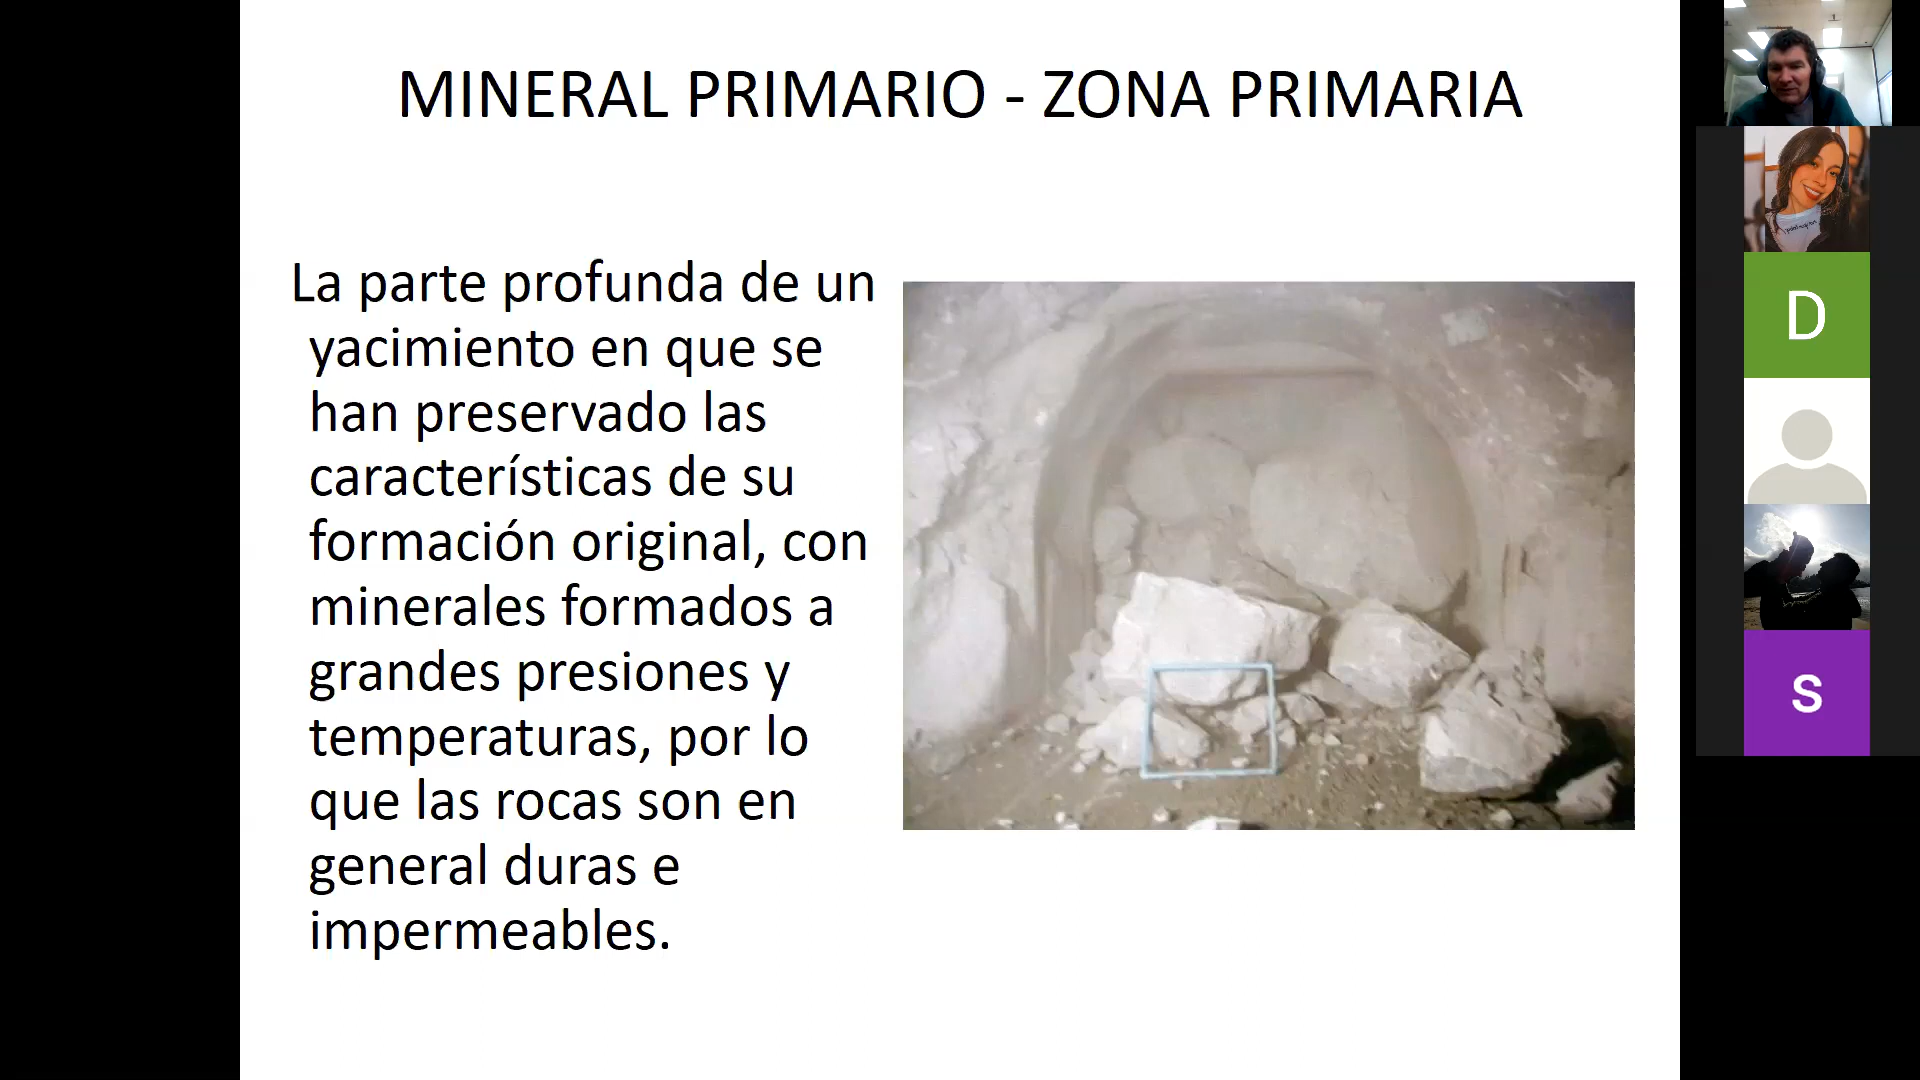 MINERAL PRIMARIO - ZONA PRIMARIA
La parte profunda de un
yacimiento en que se
han preservado las
características de su
formación original, con
minerales formados a
grandes presiones y
temperaturas, por lo
que las rocas son en
general duras e
impermeables.
D
S